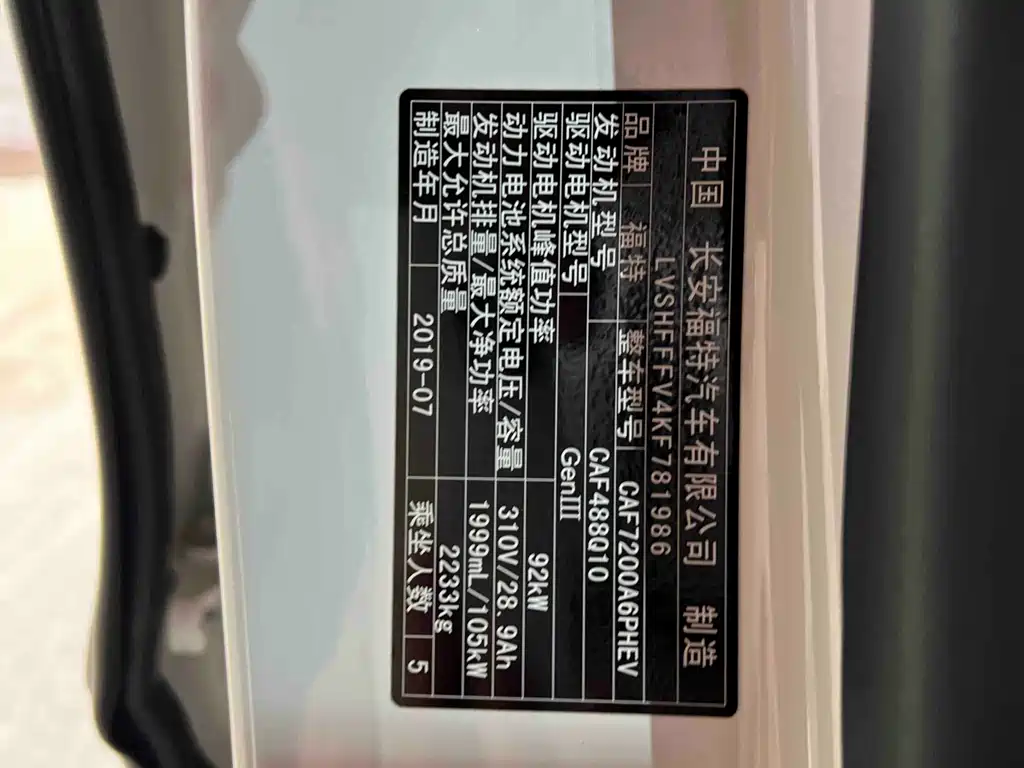 中国 长安福特汽车有限公司 制造
LVSHFFFV4KF781986
品牌 福特 整车型号 CAF7200A6PHEV
发动机型号 CAF488Q10
驱动电机型号 GenIII
驱动电机峰值功率 92kW
动力电池系统额定电压/容量 310V/28.9Ah
发动机排量/最大净功率 1999mL/105kW
最大允许总质量 2233kg
制造年月 2019-07 乘坐人数 5